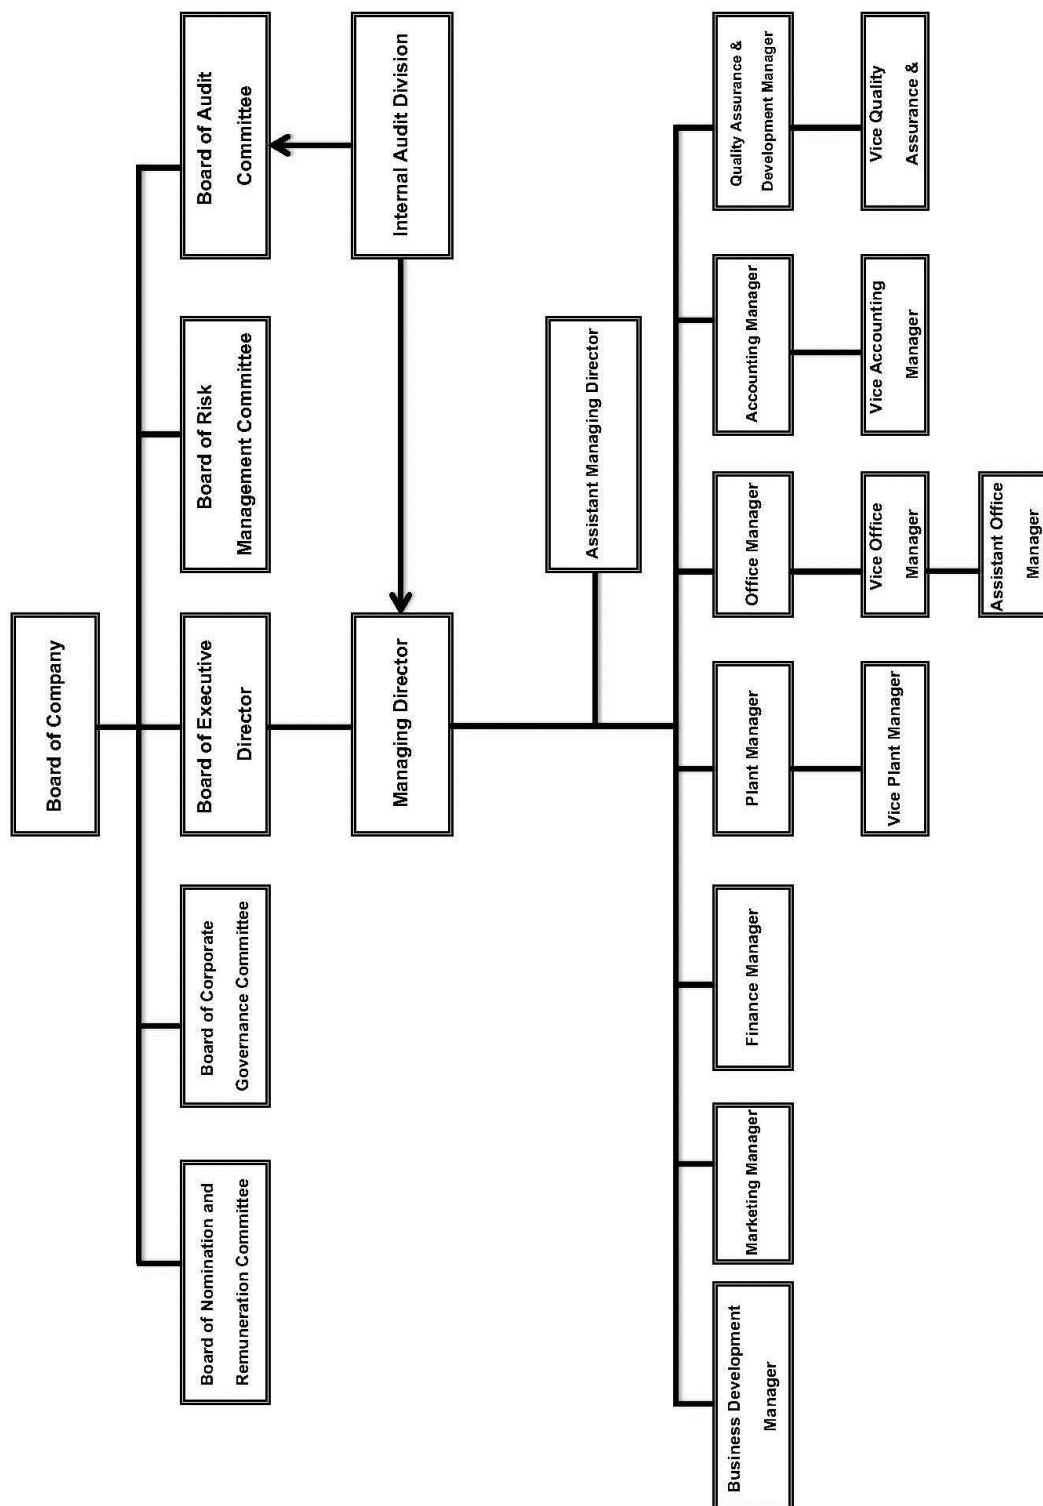 Board of Company
Board of Nomination and
Remuneration Committee
Board of Corporate
Governance Committee
Board of Executive
Director
Board of Risk
Management Committee
Board of Audit
Committee
Managing Director
Internal Audit Division
Assistant Managing Director
Business Development
Manager
Marketing Manager
Finance Manager
Plant Manager
Office Manager
Accounting Manager
Quality Assurance &
Development Manager
Vice Plant Manager
Vice Office
Manager
Vice Accounting
Manager
Vice Quality
Assurance &
Assistant Office
Manager